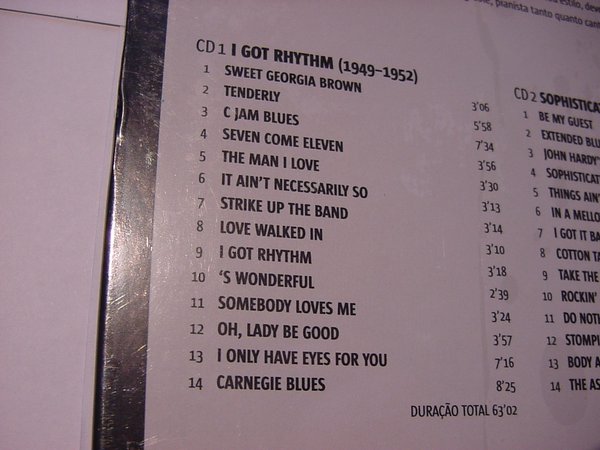 estilo, deve
pianista tanto quanto cant
CD 1 I GOT RHYTHM (1949–1952)
1 SWEET GEORGIA BROWN 3'06
2 TENDERLY 5'58
3 C JAM BLUES 7'34
4 SEVEN COME ELEVEN 3'56
5 THE MAN I LOVE 3'30
6 IT AIN'T NECESSARILY SO 3'13
7 STRIKE UP THE BAND 3'14
8 LOVE WALKED IN 3'10
9 I GOT RHYTHM 3'18
10 'S WONDERFUL 2'39
11 SOMEBODY LOVES ME 3'24
12 OH, LADY BE GOOD 3'57
13 I ONLY HAVE EYES FOR YOU 7'16
14 CARNEGIE BLUES 8'25
DURAÇÃO TOTAL 63'02
CD 2 SOPHISTICA
1 BE MY GUEST
2 EXTENDED BLU
3 JOHN HARDY'
4 SOPHISTICAT
5 THINGS AIN'
6 IN A MELLO
7 I GOT IT BA
8 COTTON TA
9 TAKE THE
10 ROCKIN'
11 DO NOTH
12 STOMPI
13 BODY A
14 THE AS